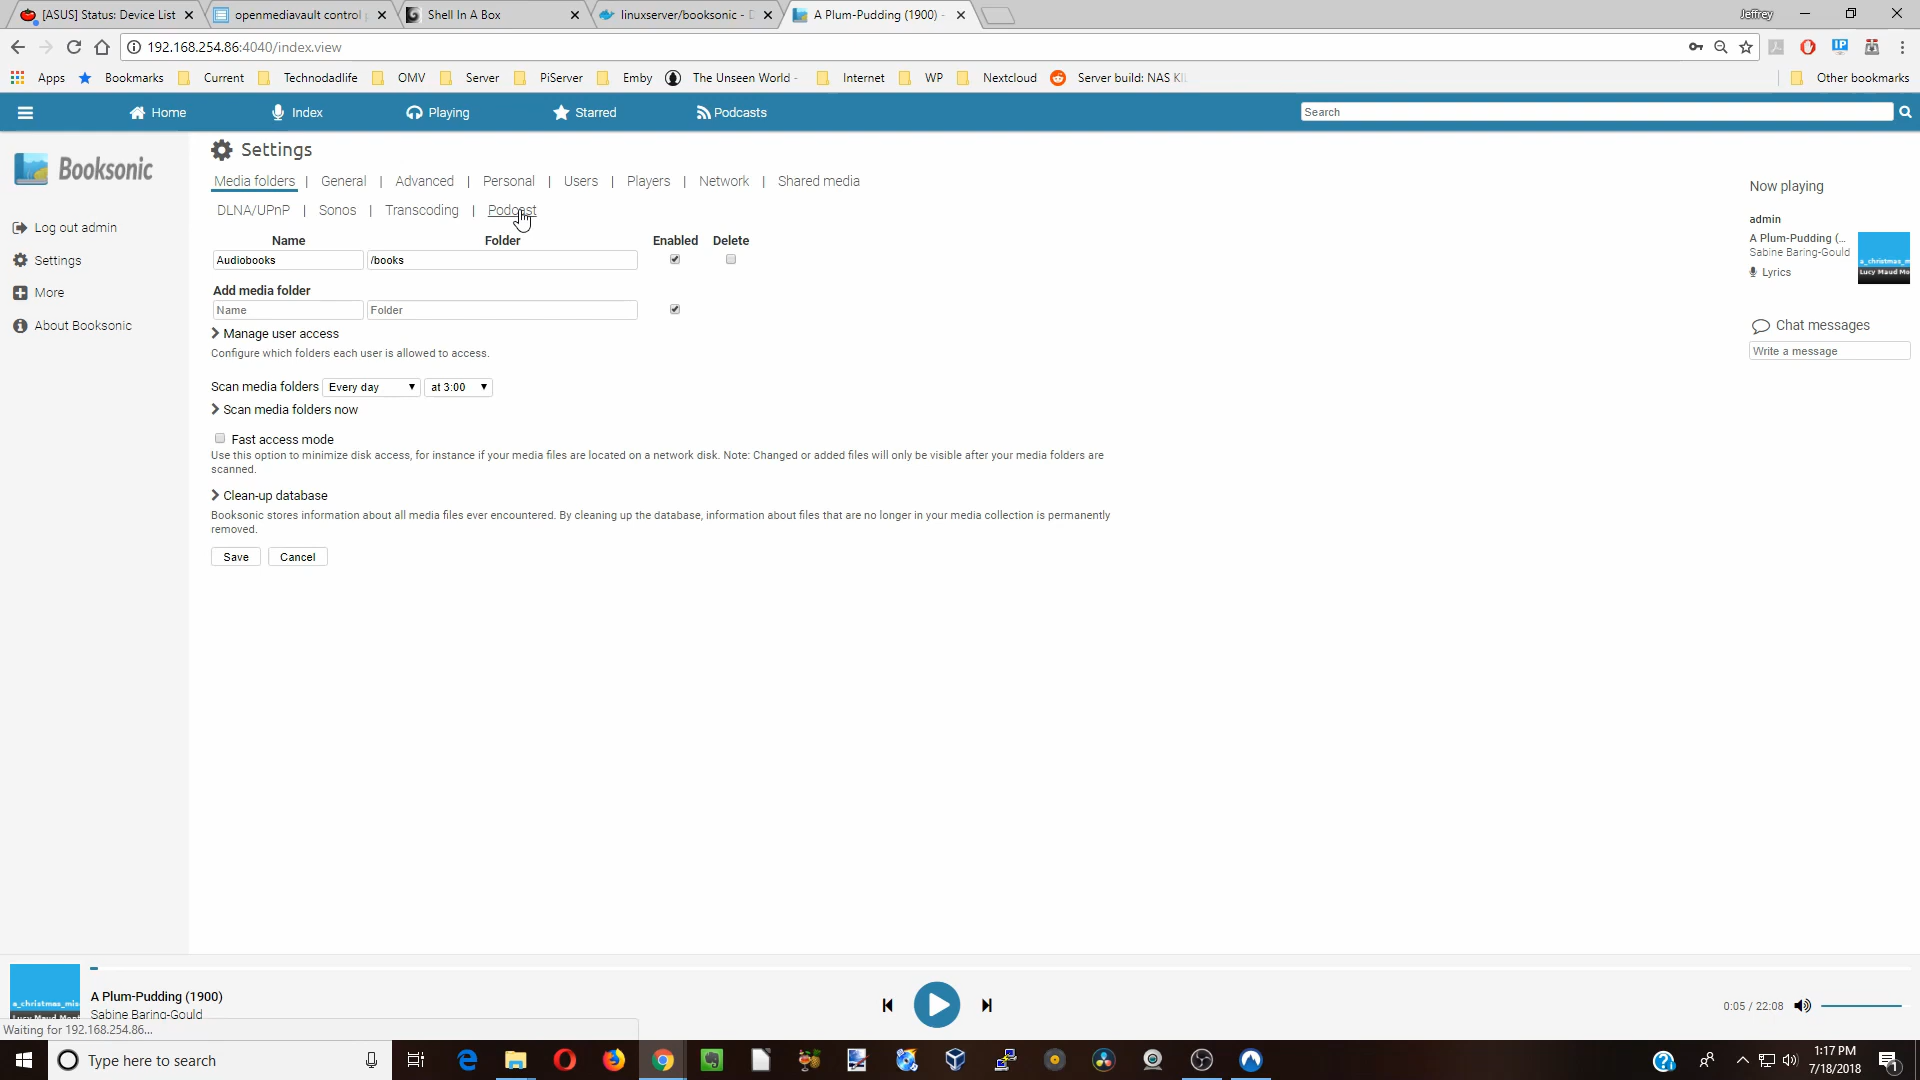 [ASUS] Status: Device List
openmediavault control p
Shell In A Box
linuxserver/booksonic - D
A Plum-Pudding (1900) -
Jeffrey
192.168.254.86:4040/index.view
Apps
Bookmarks
Current
Technodadlife
OMV
Server
PiServer
Emby
The Unseen World -
Internet
WP
Nextcloud
Server build: NAS Kil
Other bookmarks
Home
Index
Playing
Starred
Podcasts
Search
Booksonic
Log out admin
Settings
More
About Booksonic
Settings
Media folders | General | Advanced | Personal | Users | Players | Network | Shared media
DLNA/UPnP | Sonos | Transcoding | Podcast
Name Folder Enabled Delete
Audiobooks /books
Add media folder
Name Folder
Manage user access
Configure which folders each user is allowed to access.
Scan media folders Every day at 3:00
Scan media folders now
Fast access mode
Use this option to minimize disk access, for instance if your media files are located on a network disk. Note: Changed or added files will only be visible after your media folders are
scanned.
Clean-up database
Booksonic stores information about all media files ever encountered. By cleaning up the database, information about files that are no longer in your media collection is permanently
removed.
Save Cancel
Now playing
admin
A Plum-Pudding (...
Sabine Baring-Gould
Lyrics
a_christmas_m
Lucy Maud Mo
Chat messages
Write a message
a_christmas_mis
A Plum-Pudding (1900)
Sabine Baring-Gould
0:05 / 22:08
Waiting for 192.168.254.86...
Type here to search
1:17 PM
7/18/2018
1